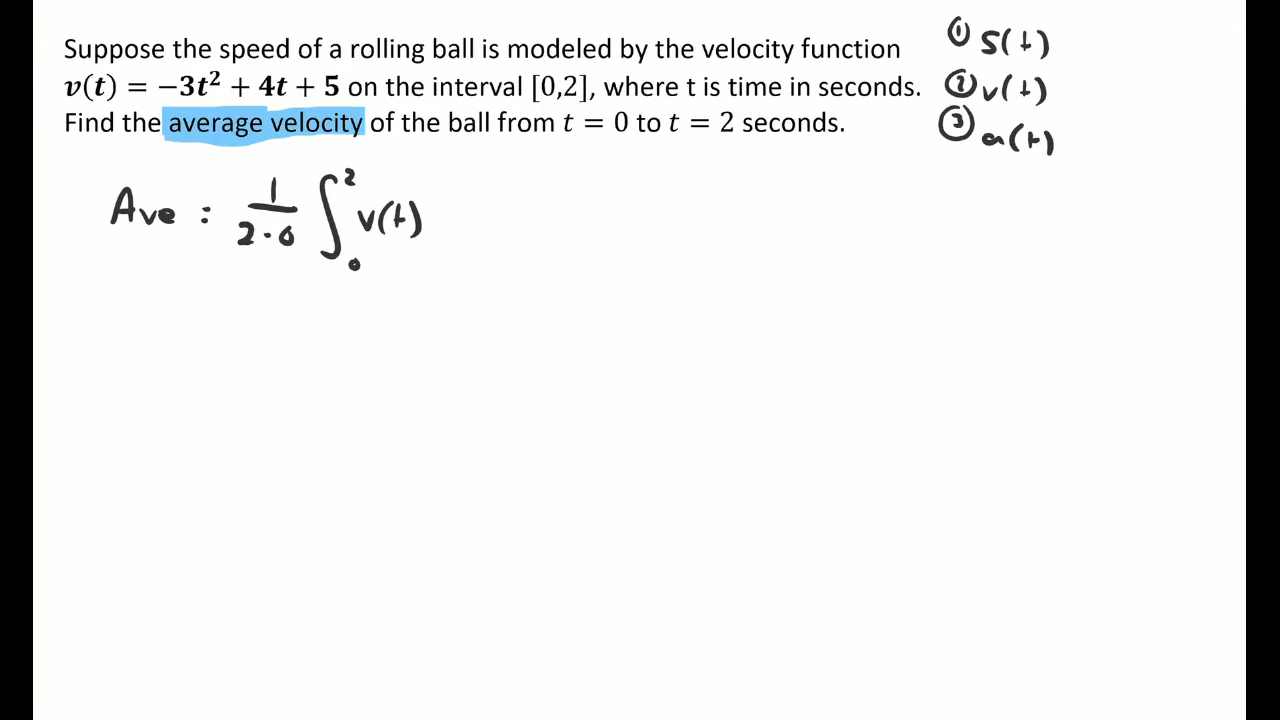 Suppose the speed of a rolling ball is modeled by the velocity function
v(t) = −3t² + 4t + 5 on the interval [0,2], where t is time in seconds.
Find the average velocity of the ball from t = 0 to t = 2 seconds.
① s(t)
② v(t)
③ a(t)
Ave = 1/(2-0) ∫₀² v(t)